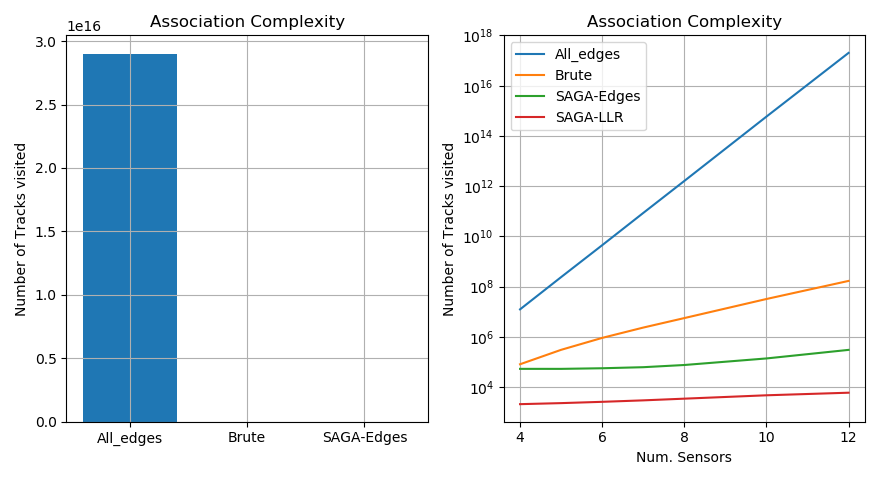 Association Complexity
1e16
3.0
2.5
2.0
1.5
1.0
0.5
0.0
Number of Tracks visited
All_edges
Brute
SAGA-Edges
Association Complexity
10^18
10^16
10^14
10^12
10^10
10^8
10^6
10^4
Number of Tracks visited
All_edges
Brute
SAGA-Edges
SAGA-LLR
4
6
8
10
12
Num. Sensors